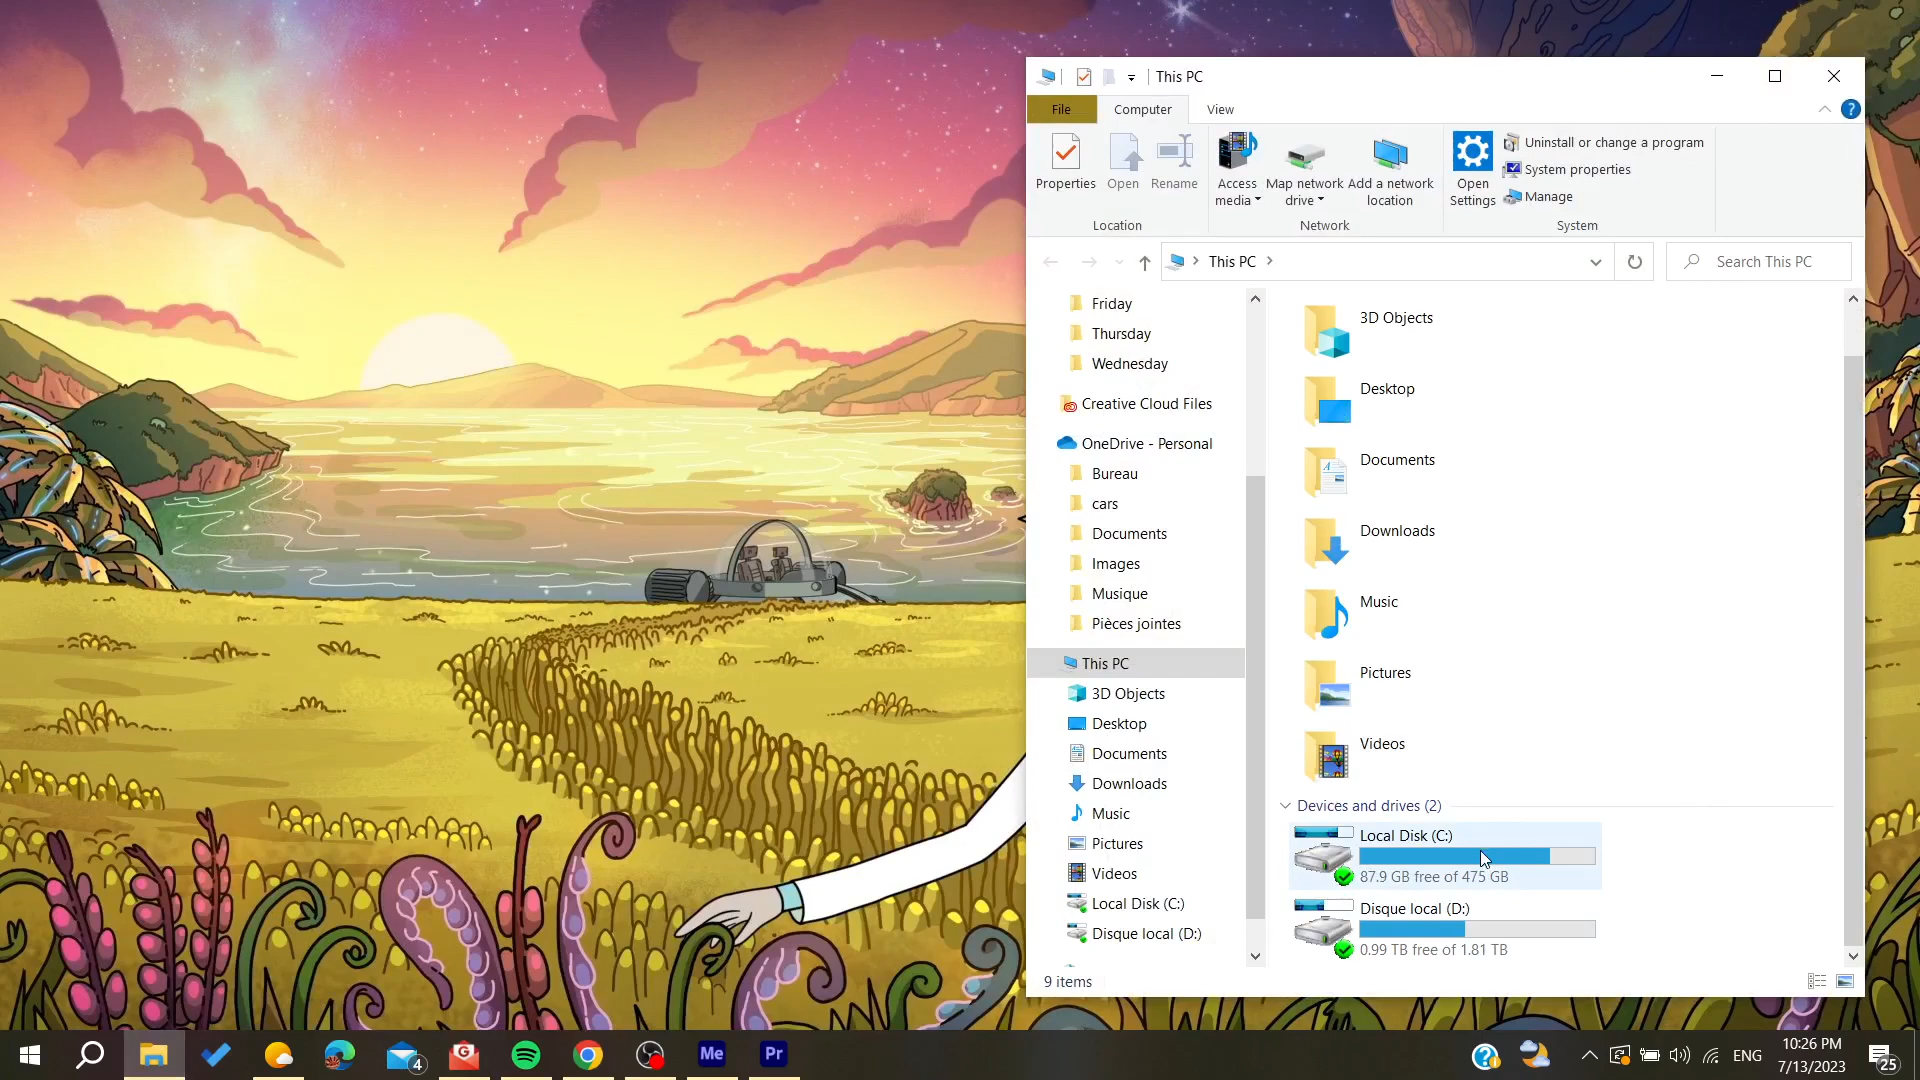 This PC
File
Computer
View
?
Properties
Open
Rename
Location
Access
media
Map network
drive
Add a network
location
Network
Open
Settings
Uninstall or change a program
System properties
Manage
System
This PC
Search This PC
Friday
Thursday
Wednesday
Creative Cloud Files
OneDrive - Personal
Bureau
cars
Documents
Images
Musique
Pièces jointes
This PC
3D Objects
Desktop
Documents
Downloads
Music
Pictures
Videos
Local Disk (C:)
Disque local (D:)
3D Objects
Desktop
Documents
Downloads
Music
Pictures
Videos
Devices and drives (2)
Local Disk (C:)
87.9 GB free of 475 GB
Disque local (D:)
0.99 TB free of 1.81 TB
9 items
4
G
Me
Pr
?
ENG
10:26 PM
7/13/2023
25